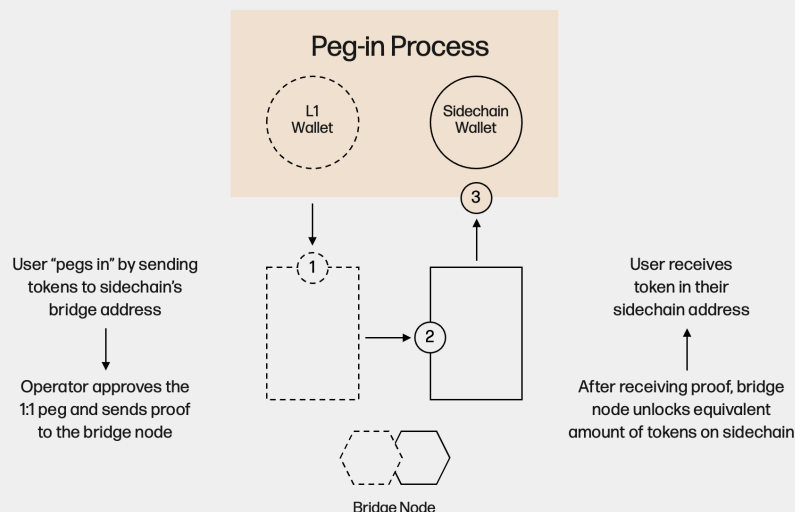 Peg-in Process
L1
Wallet
Sidechain
Wallet
3
1
2
User “pegs in” by sending
tokens to sidechain’s
bridge address
Operator approves the
1:1 peg and sends proof
to the bridge node
User receives
token in their
sidechain address
After receiving proof, bridge
node unlocks equivalent
amount of tokens on sidechain
Bridge Node